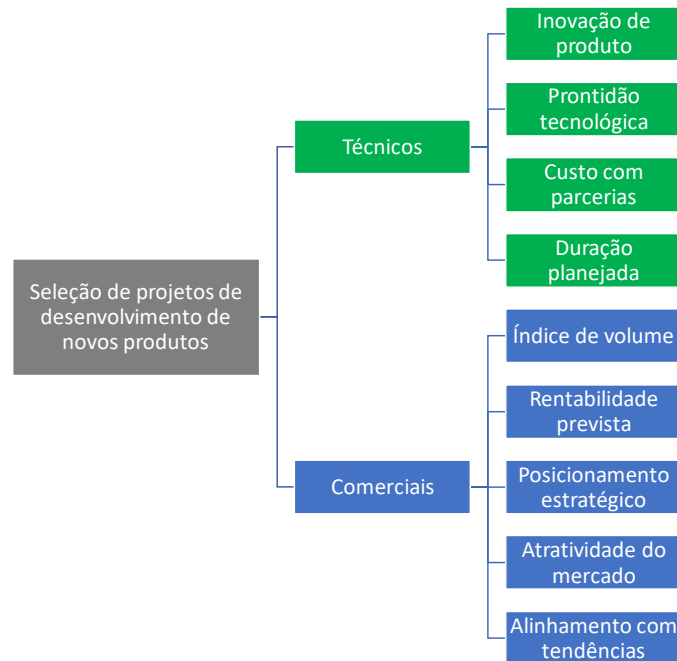 Seleção de projetos de
desenvolvimento de
novos produtos
Técnicos
Inovação de
produto
Prontidão
tecnológica
Custo com
parcerias
Duração
planejada
Comerciais
Índice de volume
Rentabilidade
prevista
Posicionamento
estratégico
Atratividade do
mercado
Alinhamento com
tendências